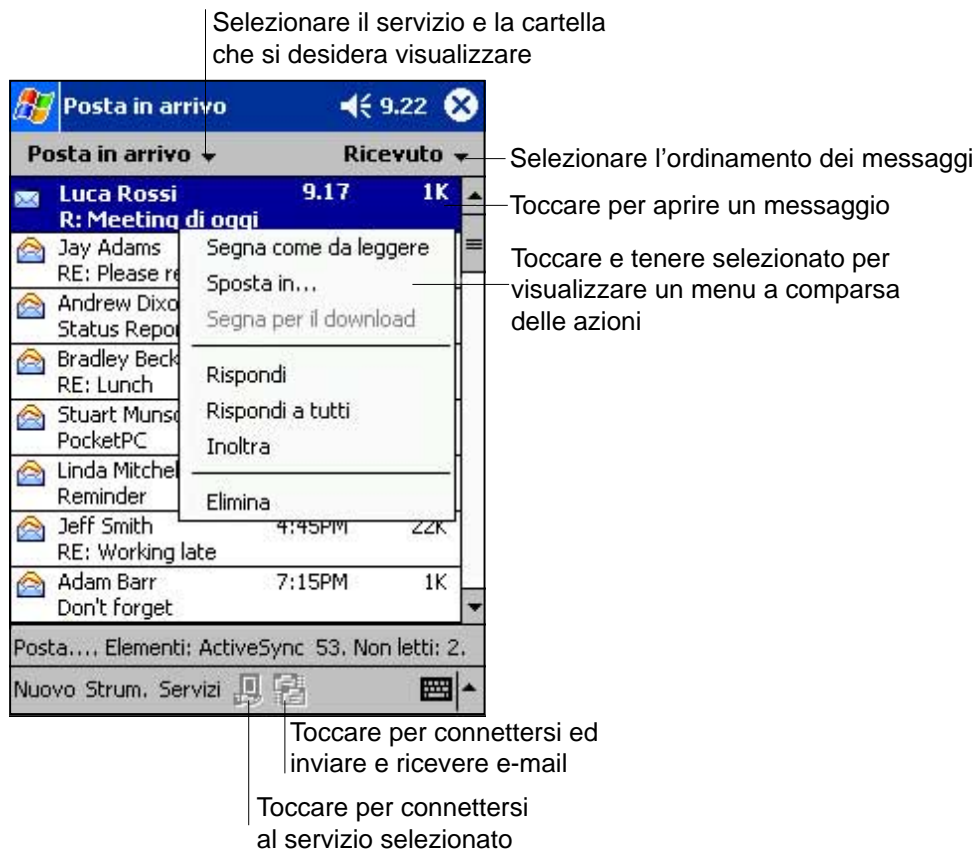 Selezionare il servizio e la cartella
che si desidera visualizzare
Posta in arrivo 9.22
Posta in arrivo Ricevuto
Selezionare l’ordinamento dei messaggi
Luca Rossi 9.17 1K
R: Meeting di oggi
Toccare per aprire un messaggio
Jay Adams
RE: Please re
Andrew Dixo
Status Repo
Bradley Beck
RE: Lunch
Stuart Munso
PocketPC
Linda Mitchel
Reminder
Jeff Smith 4:45PM 22K
RE: Working late
Adam Barr 7:15PM 1K
Don't forget
Segna come da leggere
Sposta in...
Segna per il download
Rispondi
Rispondi a tutti
Inoltra
Elimina
Toccare e tenere selezionato per
visualizzare un menu a comparsa
delle azioni
Posta.... Elementi: ActiveSync 53. Non letti: 2.
Nuovo Strum. Servizi
Toccare per connettersi ed
inviare e ricevere e-mail
Toccare per connettersi
al servizio selezionato